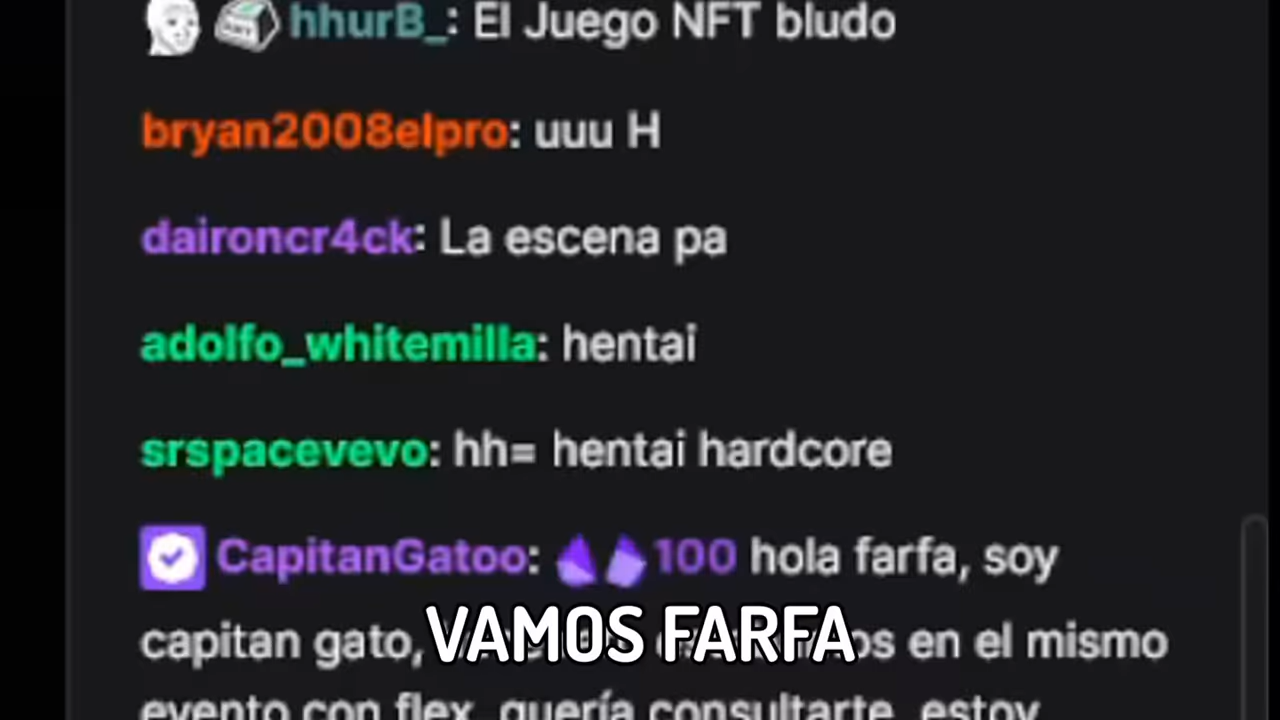 hhurB_: El Juego NFT bludo
bryan2008elpro: uuu H
daironcr4ck: La escena pa
adolfo_whitemilla: hentai
srspacevevo: hh= hentai hardcore
CapitanGatoo: 100 hola farfa, soy
capitan gato, en el mismo
VAMOS FARFA
evento con flex, quería consultarte, estoy